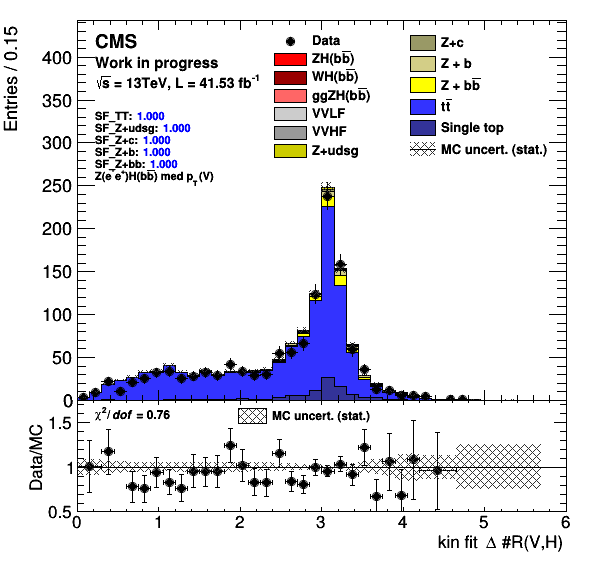 Entries / 0.15
400
350
300
250
200
150
100
50
0
CMS
Work in progress
√s = 13TeV, L = 41.53 fb⁻¹
SF_TT: 1.000
SF_Z+udsg: 1.000
SF_Z+c: 1.000
SF_Z+b: 1.000
SF_Z+bb: 1.000
Z(e⁻e⁺)H(bb) med p_T(V)
Data
ZH(bb̅)
WH(bb̅)
ggZH(bb̅)
VVLF
VVHF
Z+udsg
Z+c
Z + b
Z + bb̅
tt̅
Single top
MC uncert. (stat.)
Data/MC
1.5
1
0.5
χ²/dof = 0.76
MC uncert. (stat.)
0 1 2 3 4 5 6
kin fit Δ #R(V,H)